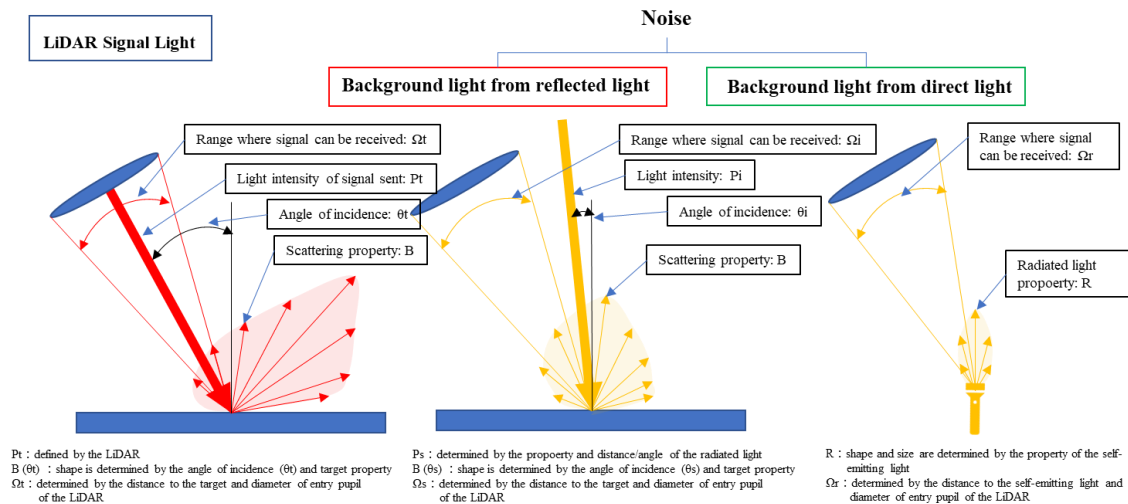 Noise
LiDAR Signal Light
Background light from reflected light
Background light from direct light
Range where signal can be received: Ωt
Light intensity of signal sent: Pt
Angle of incidence: θt
Scattering property: B
Range where signal can be received: Ωi
Light intensity: Pi
Angle of incidence: θi
Scattering property: B
Range where signal
can be received: Ωr
Radiated light
propoerty: R
Pt：defined by the LiDAR
B (θt) ：shape is determined by the angle of incidence (θt) and target property
Ωt：determined by the distance to the target and diameter of entry pupil
of the LiDAR
Ps：determined by the propoerty and distance/angle of the radiated light
B (θs)：shape is determined by the angle of incidence (θs) and target property
Ωs：determined by the distance to the target and diameter of entry pupil
of the LiDAR
R：shape and size are determined by the property of the self-
emitting light
Ωr：determined by the distance to the self-emitting light and
diameter of entry pupil of the LiDAR